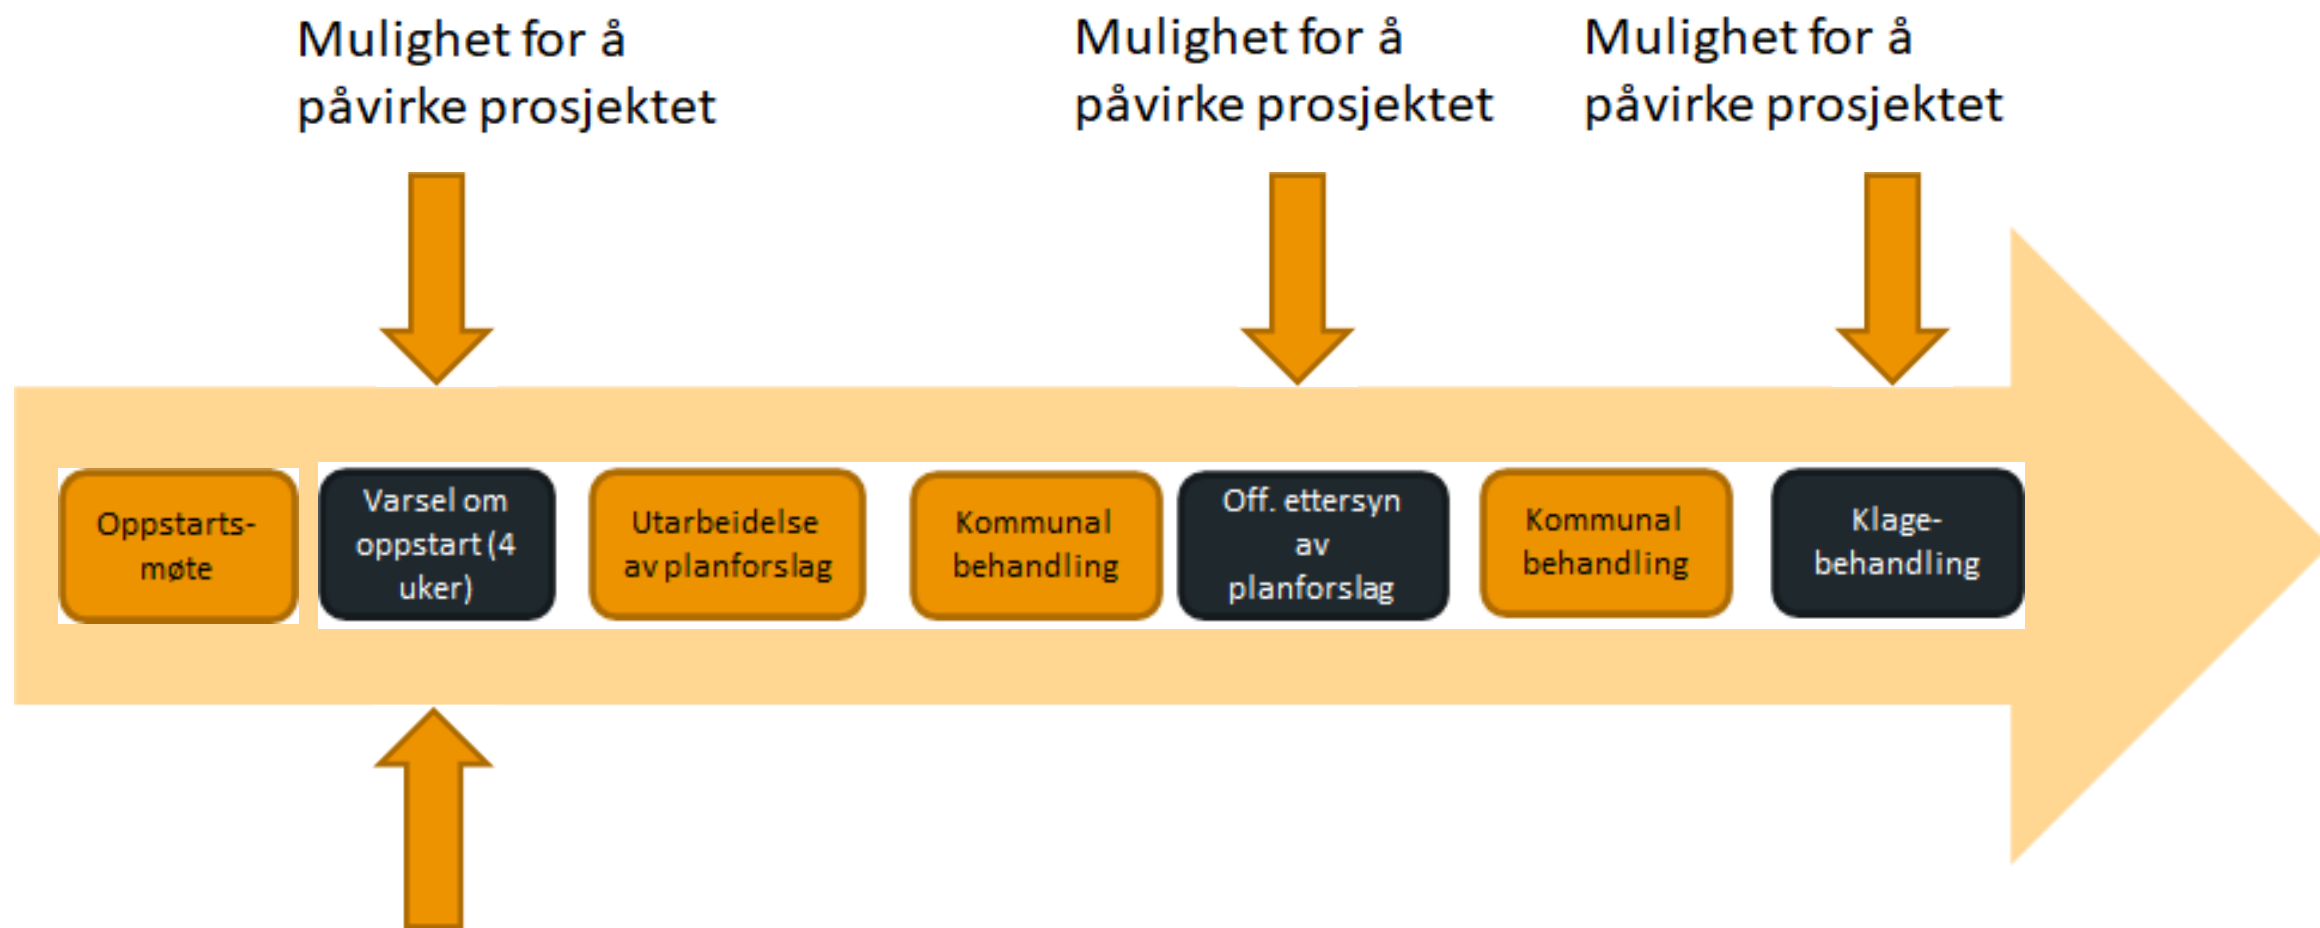 Mulighet for å
påvirke prosjektet
Mulighet for å
påvirke prosjektet
Mulighet for å
påvirke prosjektet
Oppstarts-
møte
Varsel om
oppstart (4
uker)
Utarbeidelse
av planforslag
Kommunal
behandling
Off. ettersyn
av
planforslag
Kommunal
behandling
Klage-
behandling